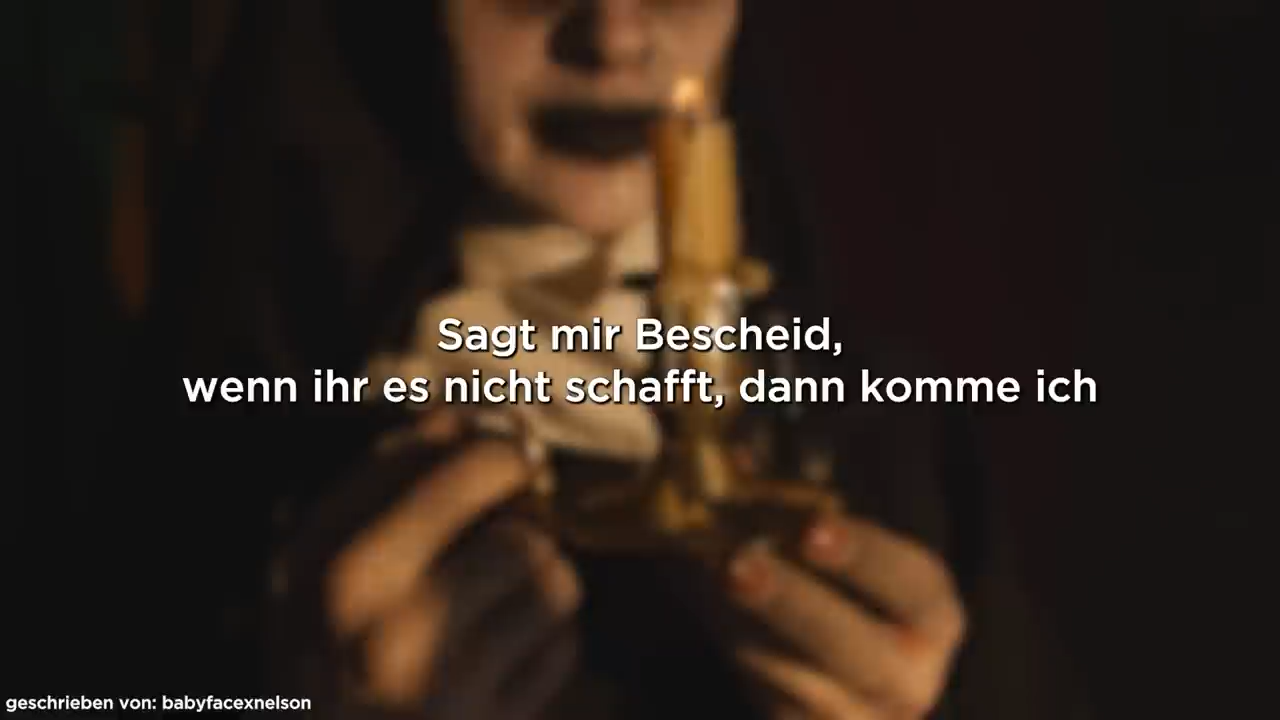 Sagt mir Bescheid,
wenn ihr es nicht schafft, dann komme ich
geschrieben von: babyfacexnelson